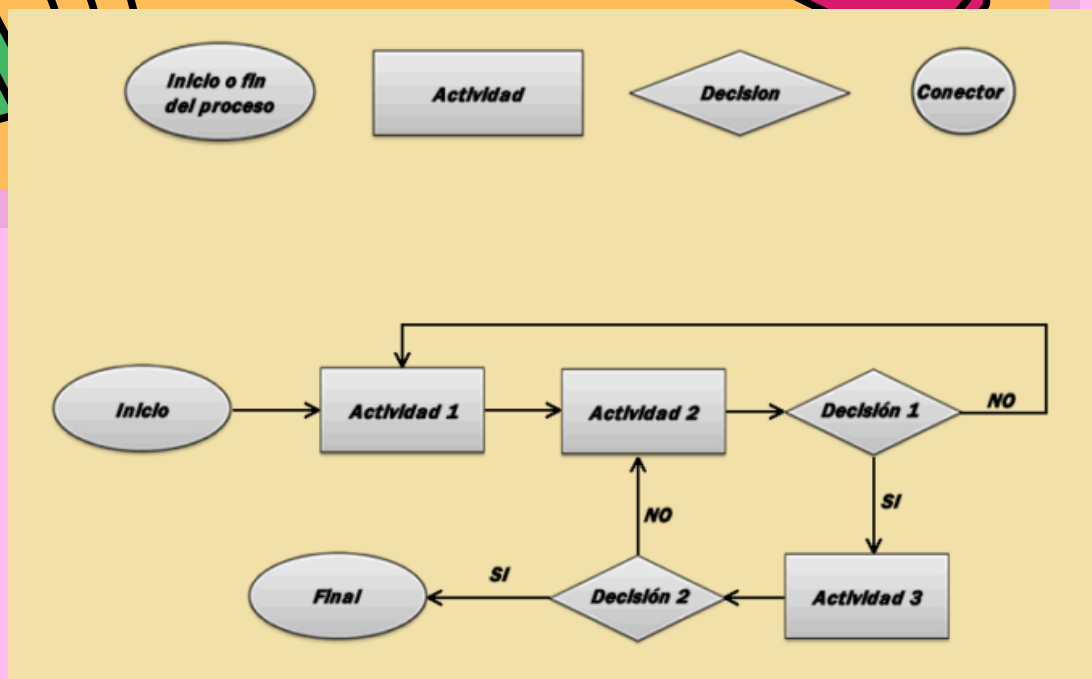 Inicio o fin
del proceso
Actividad
Decision
Conector
Inicio
Actividad 1
Actividad 2
Decisión 1
NO
SI
NO
Final
SI
Decisión 2
Actividad 3